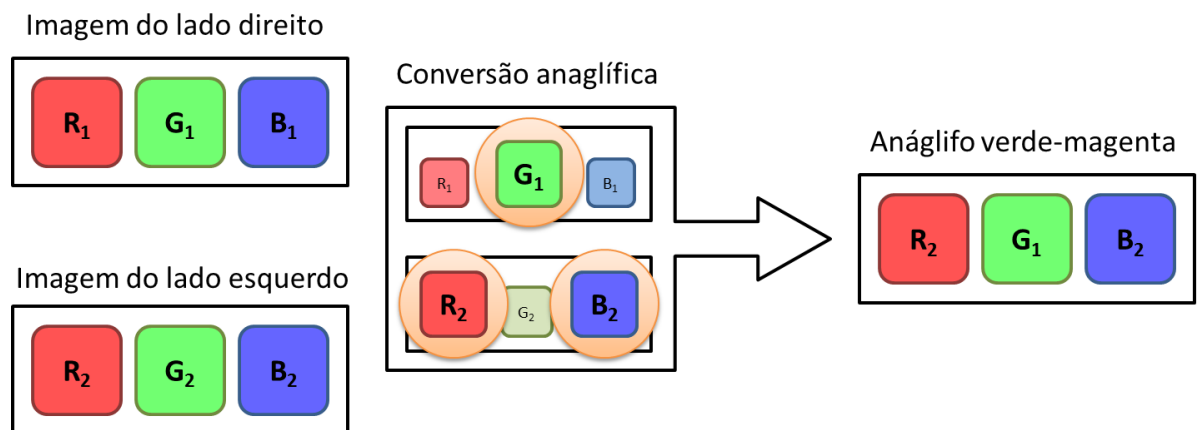 Imagem do lado direito
R₁ G₁ B₁
Imagem do lado esquerdo
R₂ G₂ B₂
Conversão anaglífica
R₁ G₁ B₁
R₂ G₂ B₂
Anáglifo verde-magenta
R₂ G₁ B₂